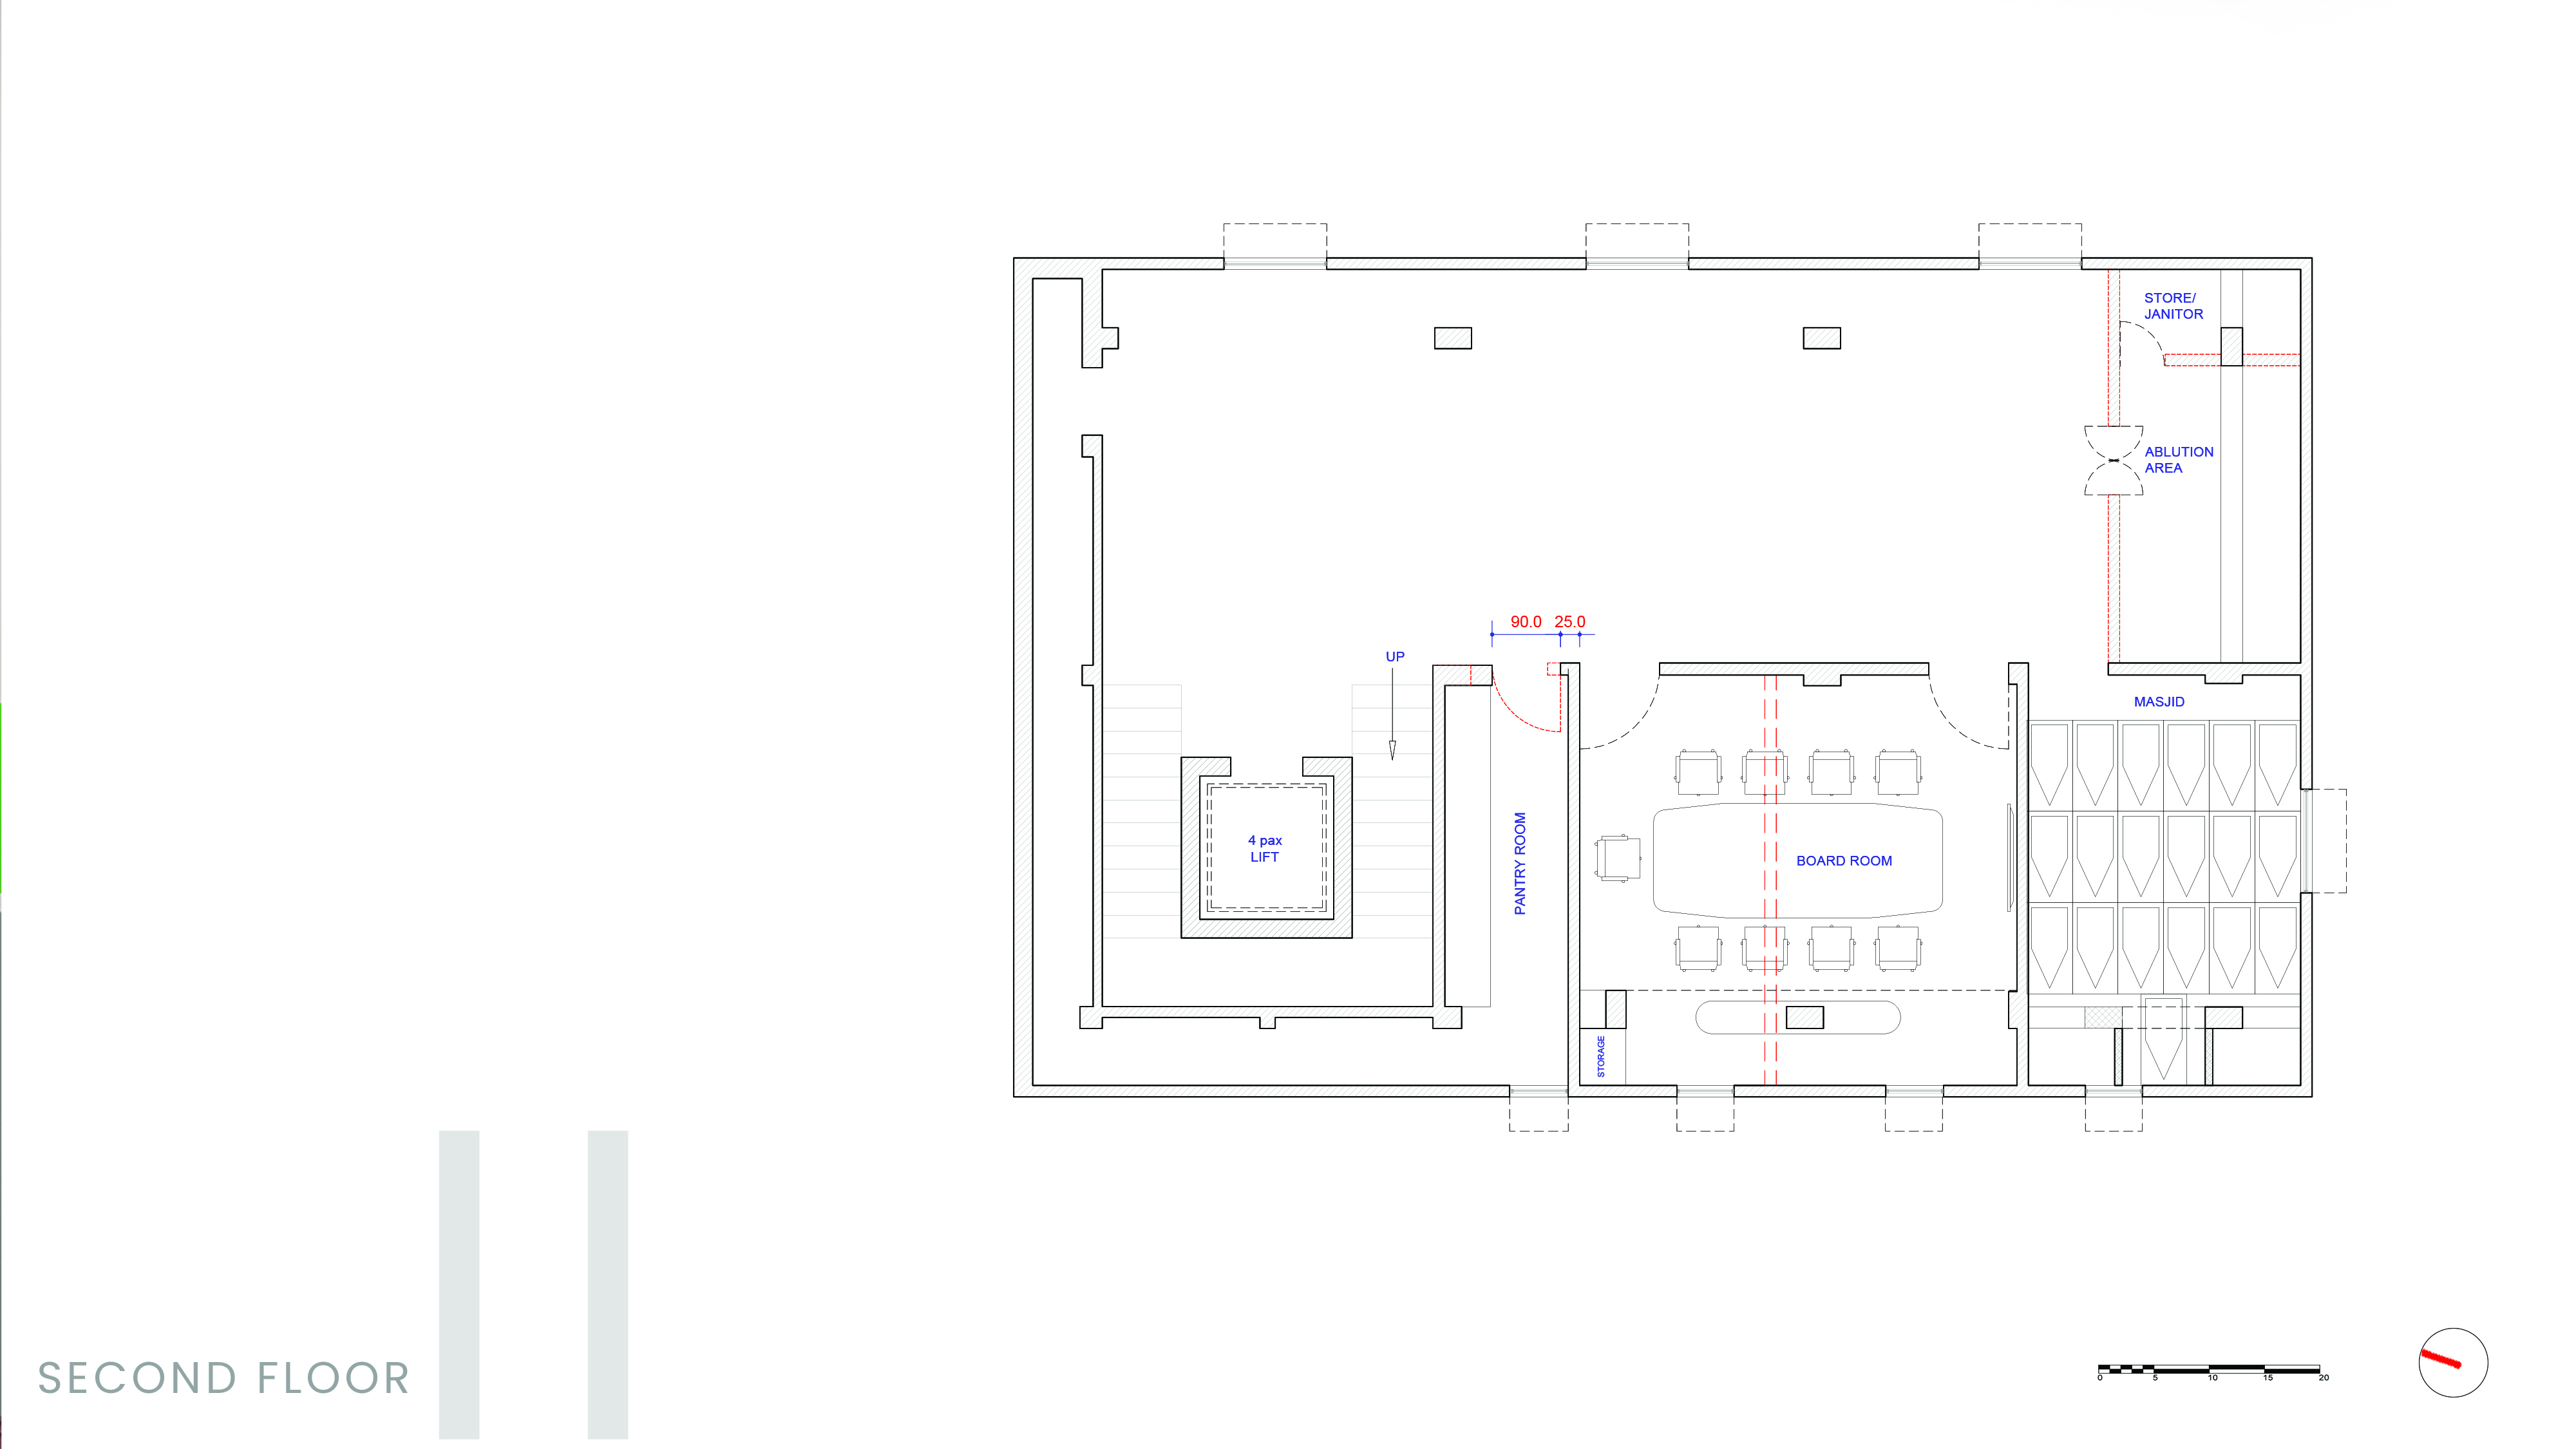 STORE/
JANITOR
ABLUTION
AREA
90.0 25.0
UP
MASJID
4 pax
LIFT
PANTRY ROOM
BOARD ROOM
STORAGE
SECOND FLOOR
0 5 10 15 20